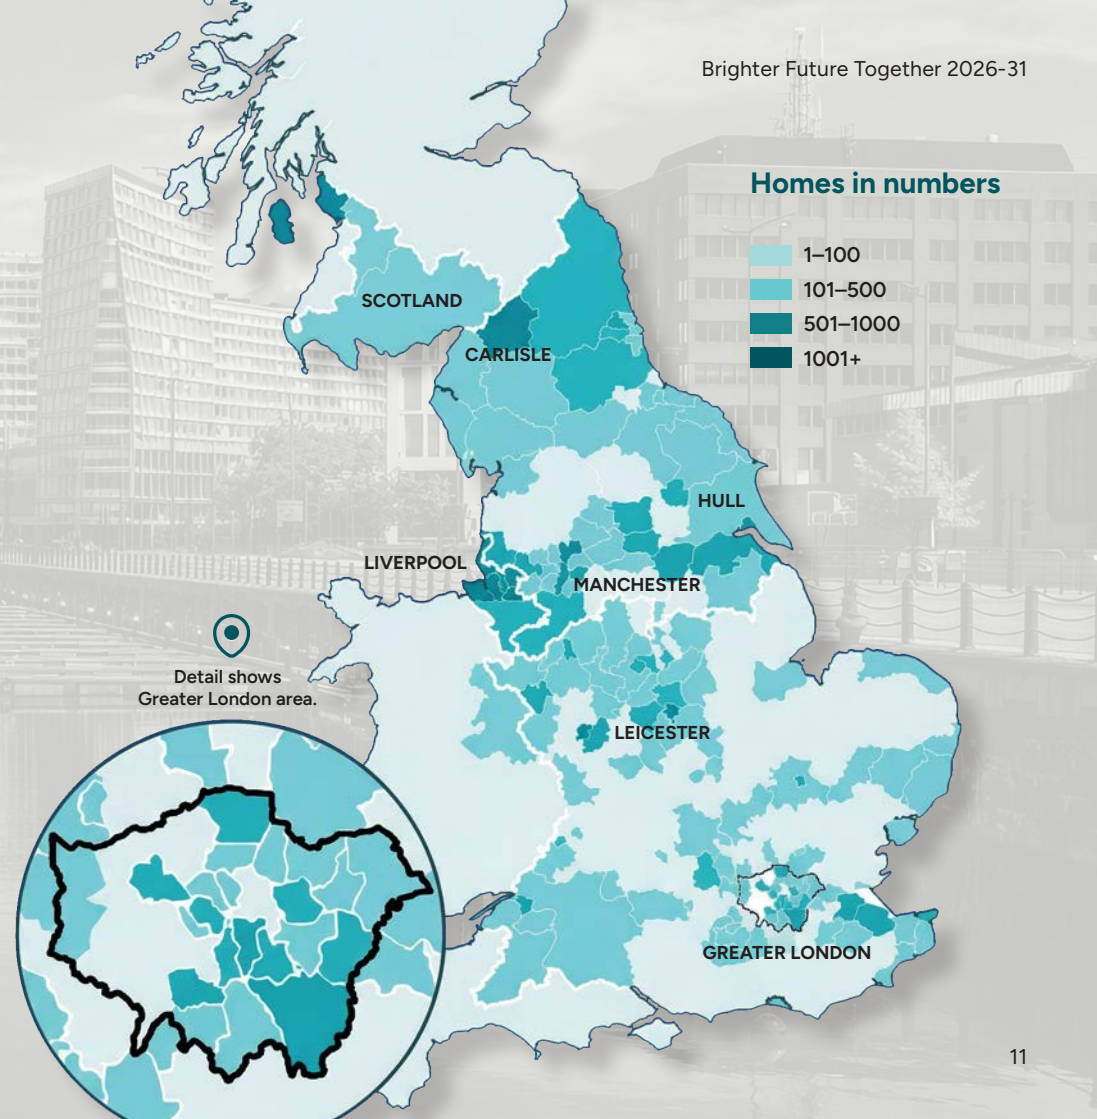 Brighter Future Together 2026-31
Homes in numbers
1–100
101–500
501–1000
1001+
SCOTLAND
CARLISLE
HULL
LIVERPOOL
MANCHESTER
Detail shows
Greater London area.
LEICESTER
GREATER LONDON
11